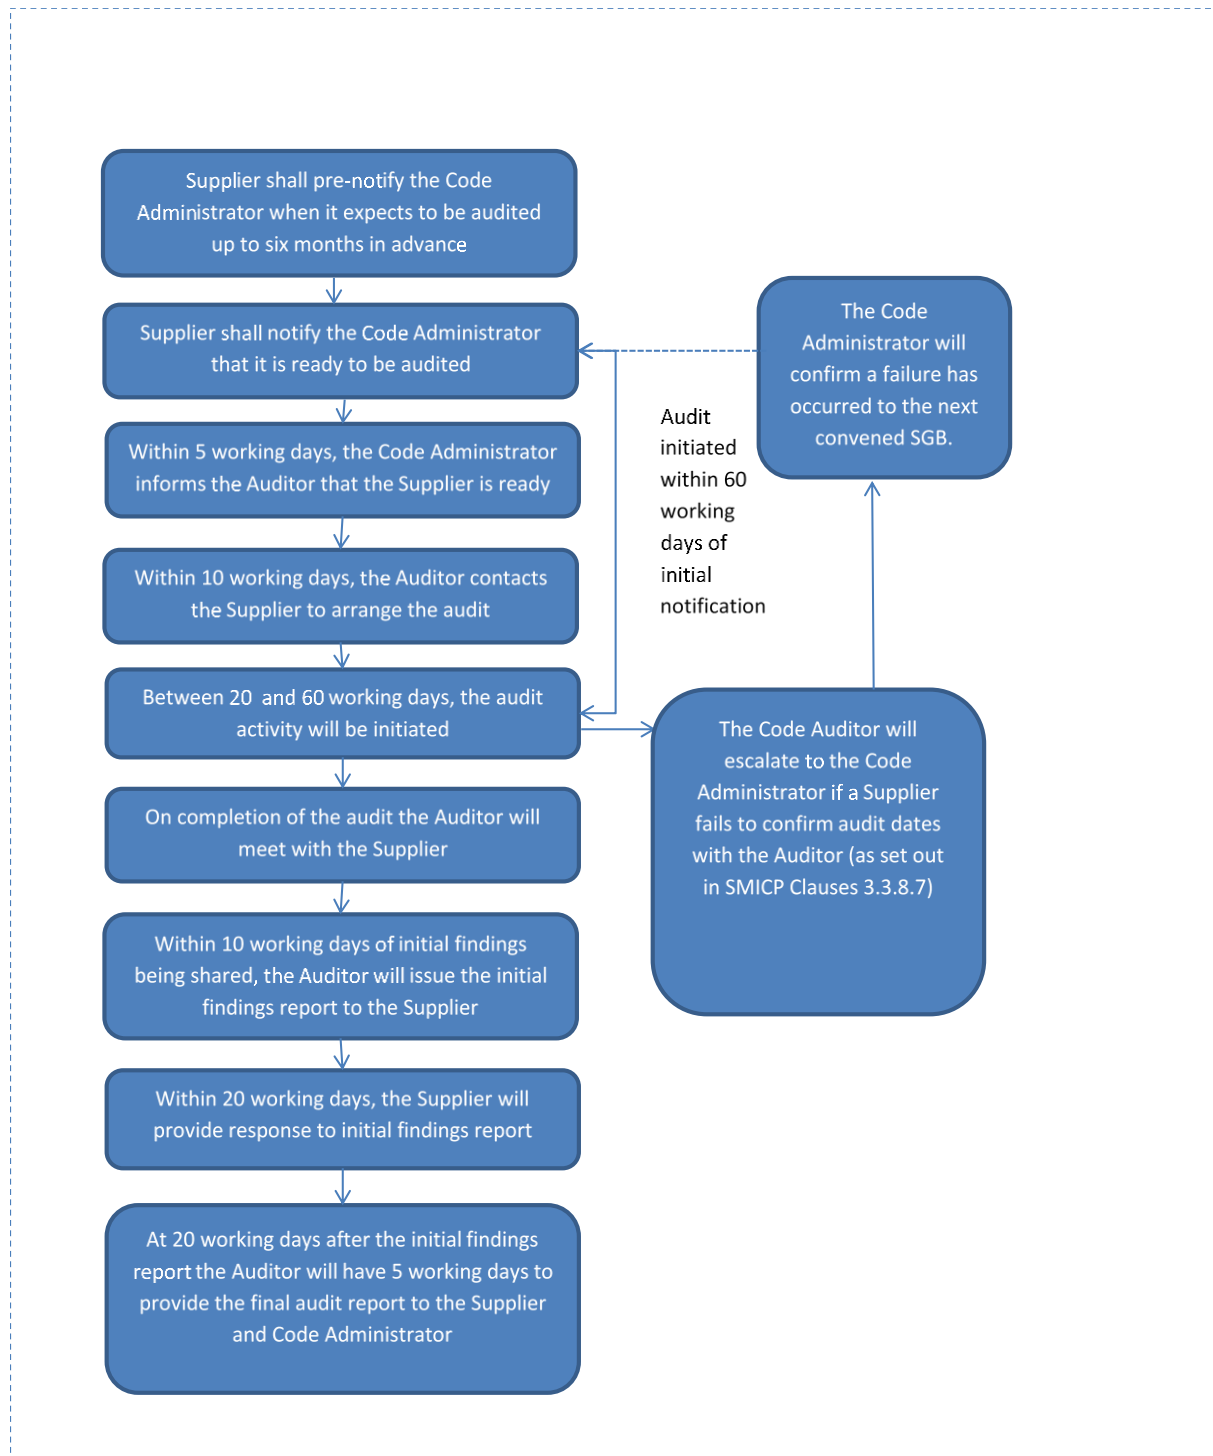 Supplier shall pre-notify the Code
Administrator when it expects to be audited
up to six months in advance
Supplier shall notify the Code Administrator
that it is ready to be audited
Within 5 working days, the Code Administrator
informs the Auditor that the Supplier is ready
Within 10 working days, the Auditor contacts
the Supplier to arrange the audit
Between 20 and 60 working days, the audit
activity will be initiated
On completion of the audit the Auditor will
meet with the Supplier
Within 10 working days of initial findings
being shared, the Auditor will issue the initial
findings report to the Supplier
Within 20 working days, the Supplier will
provide response to initial findings report
At 20 working days after the initial findings
report the Auditor will have 5 working days to
provide the final audit report to the Supplier
and Code Administrator
Audit
initiated
within 60
working
days of
initial
notification
The Code
Administrator will
confirm a failure has
occurred to the next
convened SGB.
The Code Auditor will
escalate to the Code
Administrator if a Supplier
fails to confirm audit dates
with the Auditor (as set out
in SMICP Clauses 3.3.8.7)